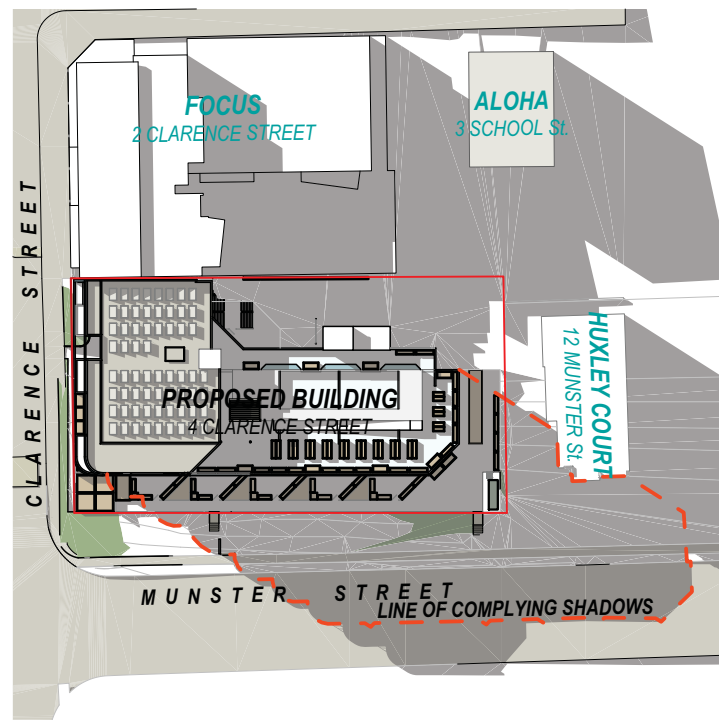 FOCUS
2 CLARENCE STREET
ALOHA
3 SCHOOL St.
CLARENCE STREET
HUXLEY COURT
12 MUNSTER St.
PROPOSED BUILDING
4 CLARENCE STREET
MUNSTER STREET
LINE OF COMPLYING SHADOWS